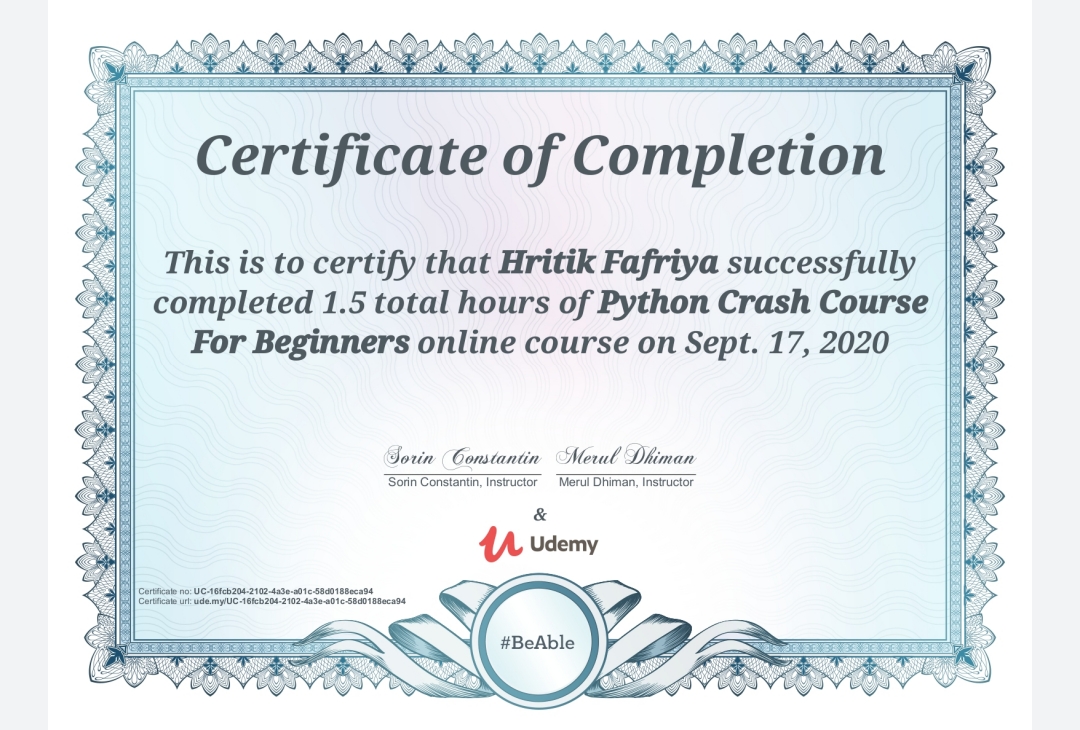 Certificate of Completion
This is to certify that Hritik Fafriya successfully
completed 1.5 total hours of Python Crash Course
For Beginners online course on Sept. 17, 2020
Sorin Constantin Merul Dhiman
Sorin Constantin, Instructor Merul Dhiman, Instructor
&
Udemy
Certificate no: UC-16fcb204-2102-4a3e-a01c-58d0188eca94
Certificate url: ude.my/UC-16fcb204-2102-4a3e-a01c-58d0188eca94
#BeAble